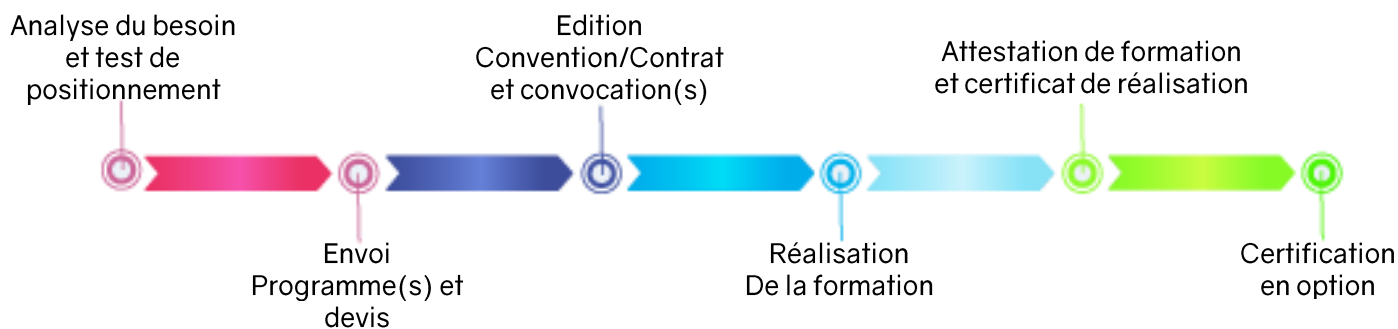 Analyse du besoin
et test de
positionnement
Envoi
Programme(s) et
devis
Edition
Convention/Contrat
et convocation(s)
Réalisation
De la formation
Attestation de formation
et certificat de réalisation
Certification
en option